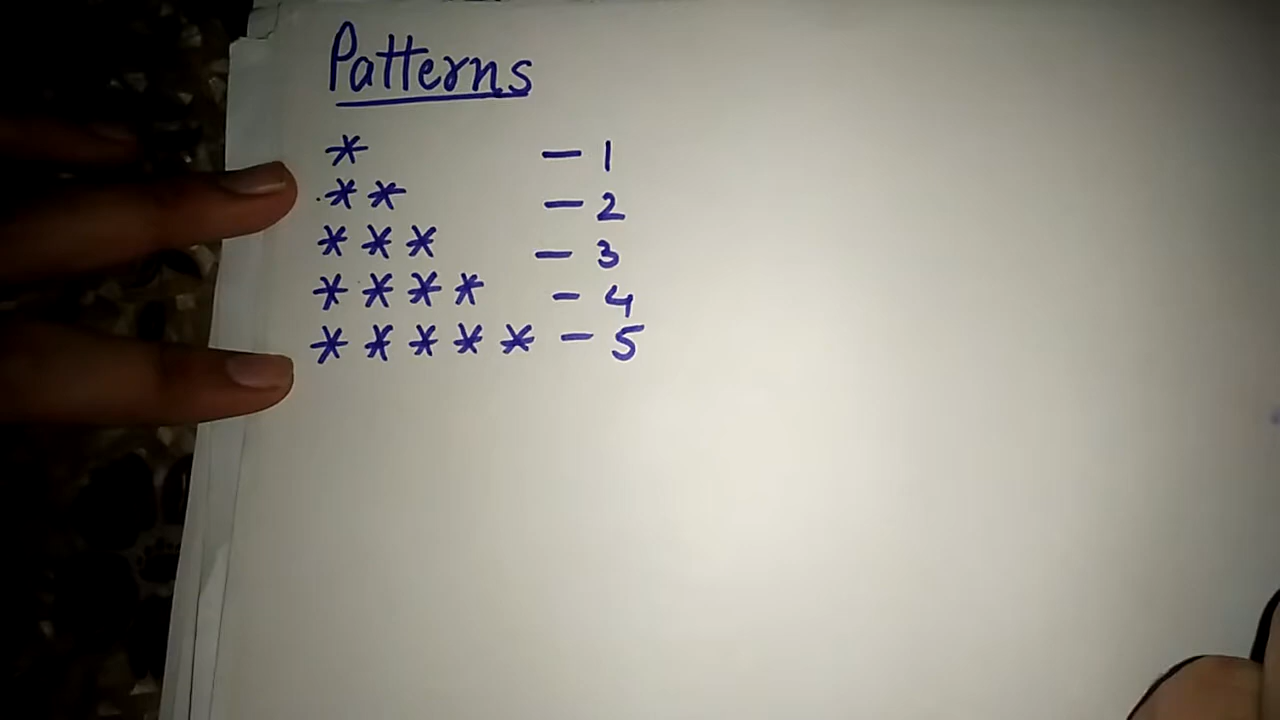 Patterns
* - 1
* * - 2
* * * - 3
* * * * - 4
* * * * * - 5